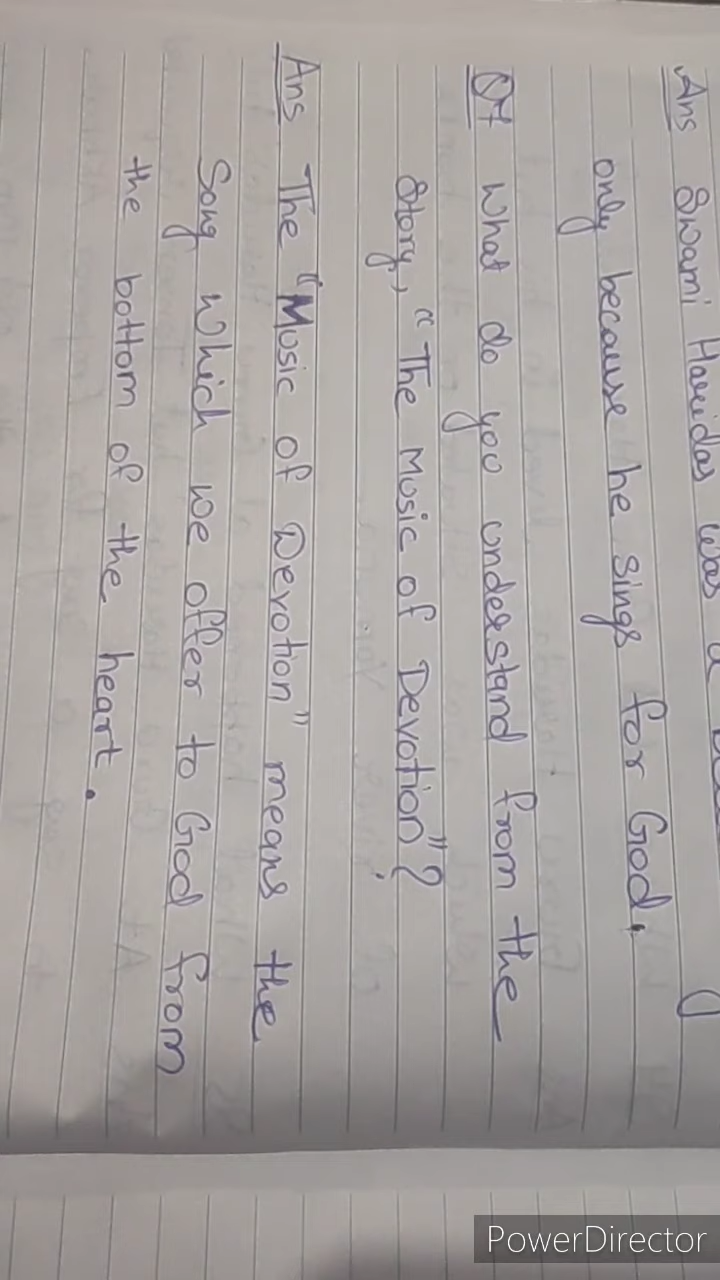 Ans Swami Haridas was a
only because he sings for God.
Q7 What do you understand from the
Story, "The Music of Devotion"?
Ans The "Music of Devotion" means the
Song Which we offer to God from
the bottom of the heart.
PowerDirector